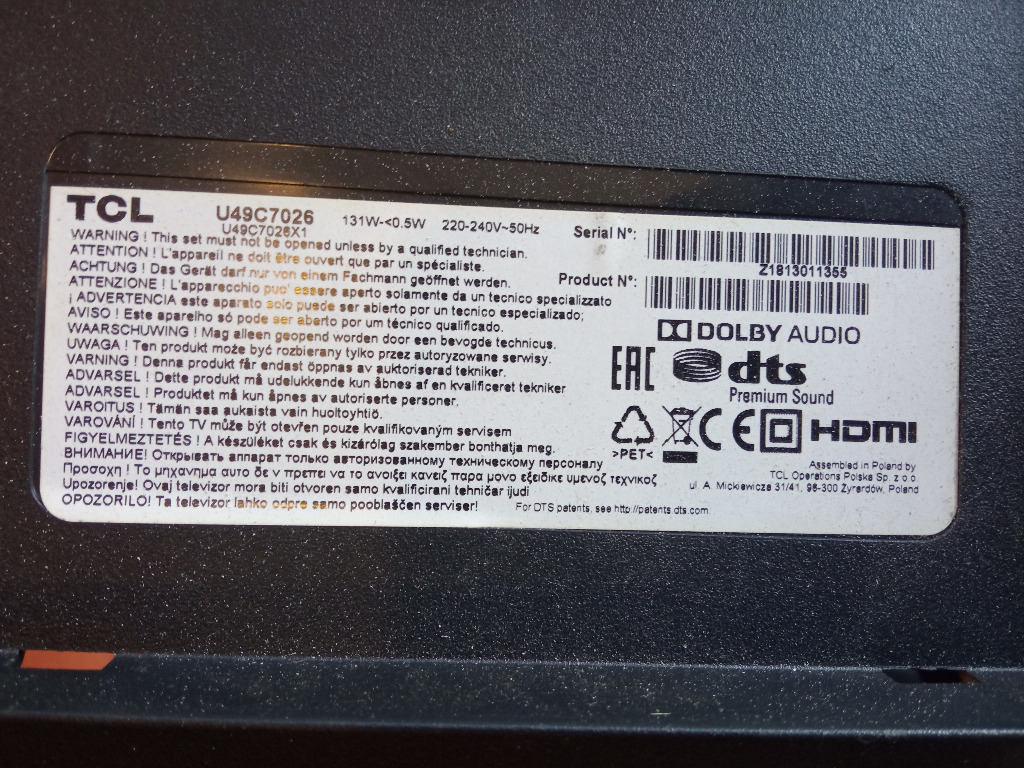 TCL U49C7026 131W-<0.5W 220-240V~50Hz
U49C7026X1
WARNING ! This set must not be opened unless by a qualified technician.
ATTENTION ! L'appareil ne doit être ouvert que par un spécialiste.
ACHTUNG ! Das Gerät darf nur von einem Fachmann geöffnet werden.
ATTENZIONE ! L'apparecchio puo' essere aperto solamente da un tecnico specializzato
¡ ADVERTENCIA este aparato solo puede ser abierto por un tecnico especializado;
AVISO ! Este aparelho só pode ser aberto por um técnico qualificado.
WAARSCHUWING ! Mag alleen geopend worden door een bevogde technicus.
UWAGA ! Ten produkt może być rozbierany tylko przez autoryzowane serwisy.
VARNING ! Denna produkt får endast öppnas av auktoriserad tekniker.
ADVARSEL ! Dette produkt må udelukkende kun åbnes af en kvalificeret tekniker
ADVARSEL ! Produktet må kun åpnes av autoriserte personer.
VAROITUS ! Tämän saa aukaista vain huoltoyhtiö.
VAROVÁNÍ ! Tento TV může být otevřen pouze kvalifikovaným servisem
FIGYELMEZTETÉS ! A készüléket csak és kizárólag szakember bonthatja meg.
ВНИМАНИЕ! Открывать аппарат только авторизованному техническому персоналу
Προσοχη ! Το μηχανημα αυτο δε ν πρεπει να το ανοιξει κανειζ παρα μονο εξειδικε υμενοζ τεχνικοζ
Upozorenje! Ovaj televizor mora biti otvoren samo kvalificirani tehničar ljudi
OPOZORILO! Ta televizor lahko odpre samo pooblaščen serviser!
For DTS patents, see http://patents.dts.com.
Serial N°:
Z1813011355
Product N°:
DOLBY AUDIO
EAC dts
Premium Sound
>PET< CE HDMI
Assembled in Poland by
TCL Operations Polska Sp. z o.o.
ul. A. Mickiewicza 31/41, 96-300 Żyrardów, Poland